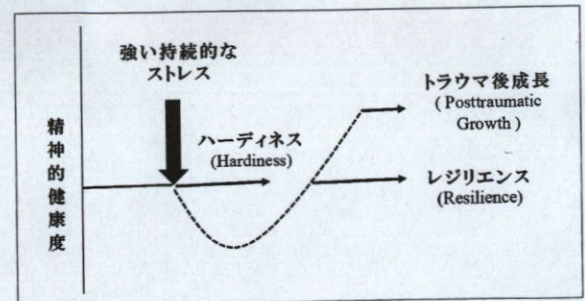 強い持続的な
ストレス
トラウマ後成長
( Posttraumatic
Growth )
精神的健康度
ハーディネス
(Hardiness)
レジリエンス
(Resilience)